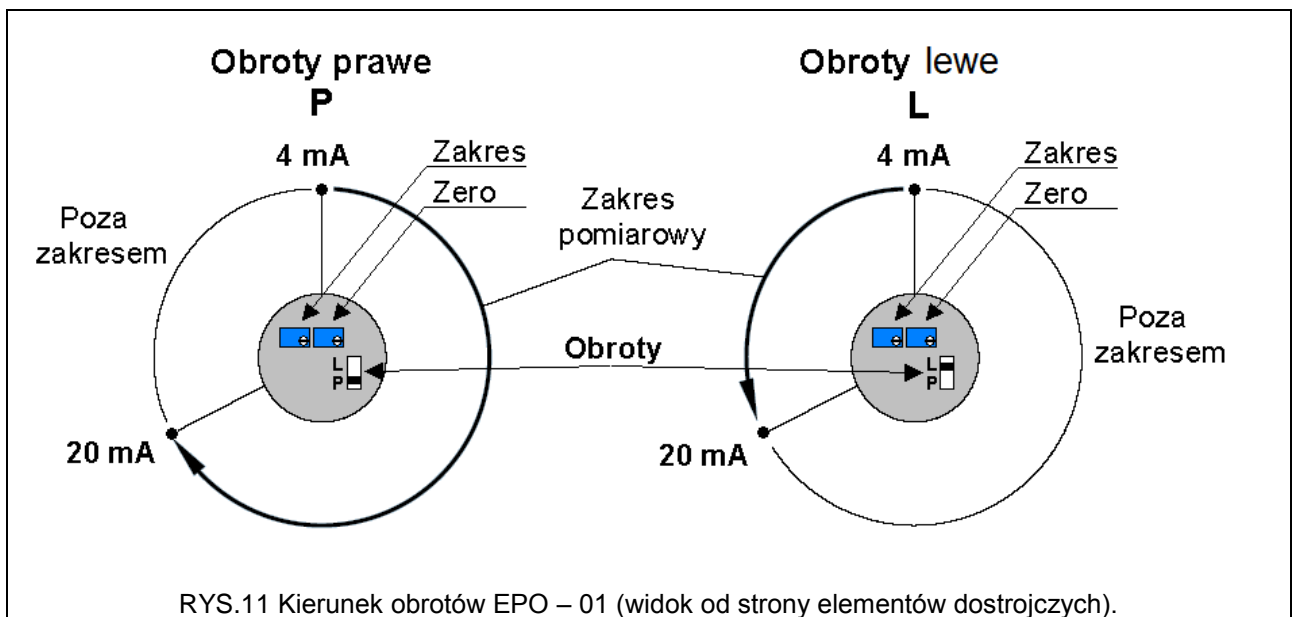 Obroty prawe
P
4 mA
Zakres
Zero
Poza
zakresem
L
P
20 mA
Zakres
pomiarowy
Obroty
Obroty lewe
L
4 mA
Zakres
Zero
Poza
zakresem
L
P
20 mA
RYS.11 Kierunek obrotów EPO – 01 (widok od strony elementów dostrojczych).